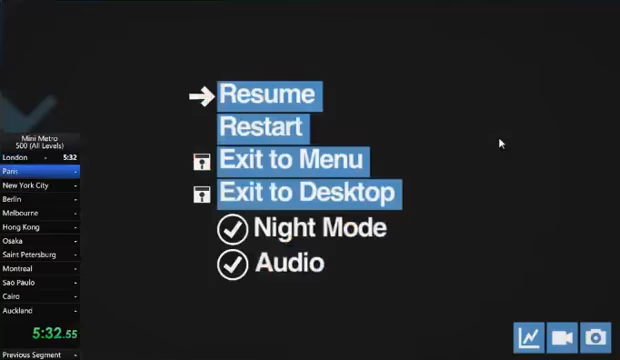 Resume
Restart
Exit to Menu
Exit to Desktop
Night Mode
Audio
Mini Metro
500 (All Levels)
London - 5:32
Paris -
New York City -
Berlin -
Melbourne -
Hong Kong -
Osaka -
Saint Petersburg -
Montreal -
São Paulo -
Cairo -
Auckland -
5:32.55
Previous Segment -